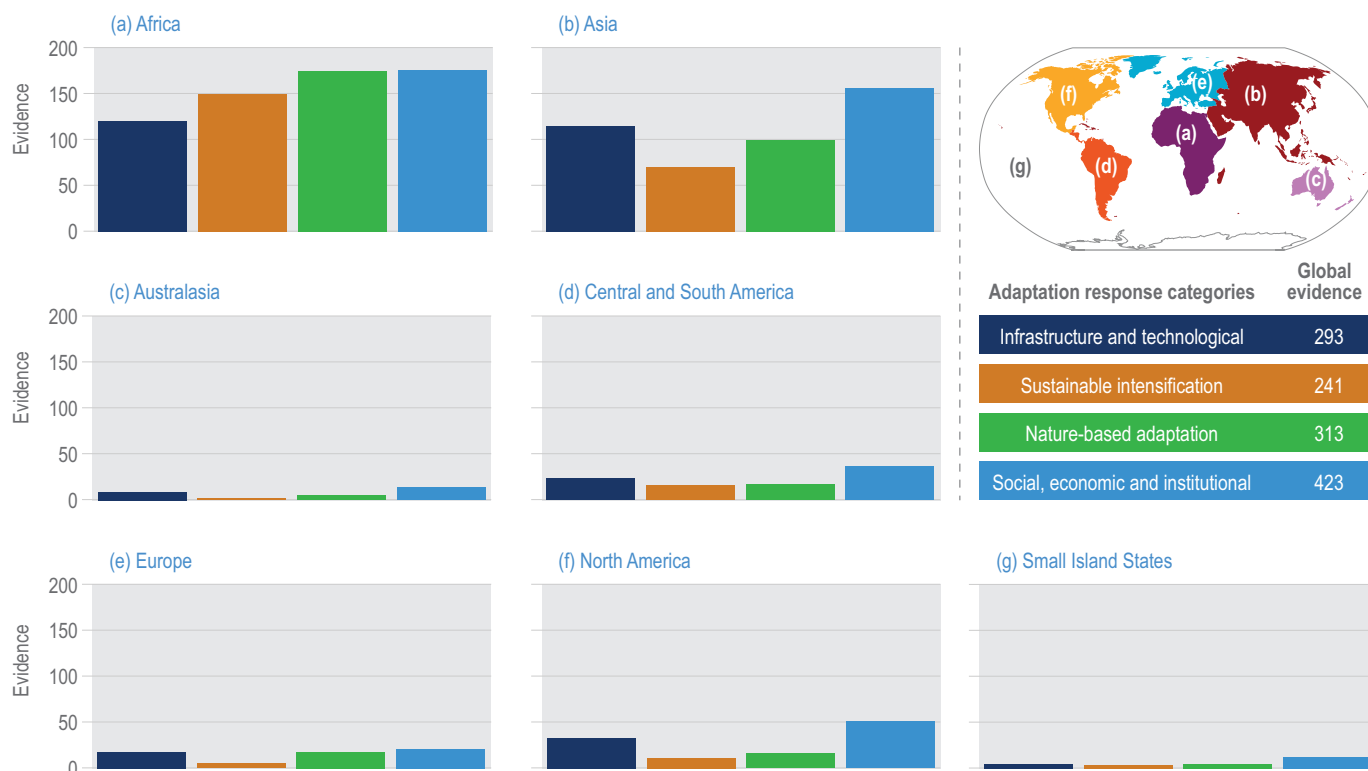 (a) Africa
200
150
100
50
0
Evidence
(b) Asia
(f)
(e)
(b)
(a)
(g)
(d)
(c)
Adaptation response categories
Global evidence
Infrastructure and technological 293
Sustainable intensification 241
Nature-based adaptation 313
Social, economic and institutional 423
(c) Australasia
200
150
100
50
0
Evidence
(d) Central and South America
(e) Europe
200
150
100
50
0
Evidence
(f) North America
(g) Small Island States